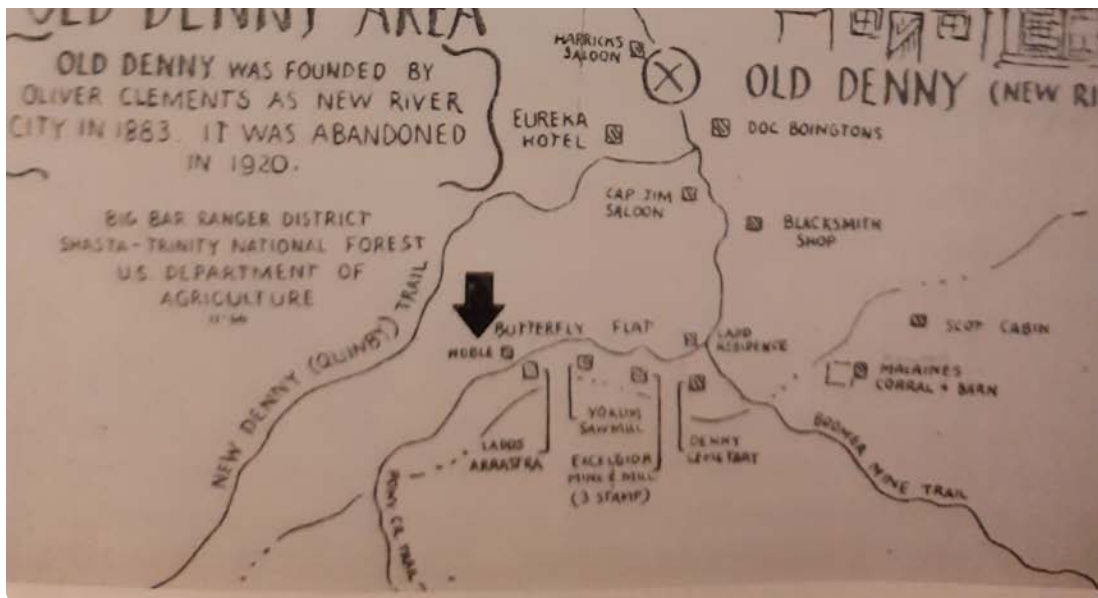 OLD DENNY AREA
OLD DENNY WAS FOUNDED BY
OLIVER CLEMENTS AS NEW RIVER
CITY IN 1883. IT WAS ABANDONED
IN 1920.
BIG BAR RANGER DISTRICT
SHASTA-TRINITY NATIONAL FOREST
U.S. DEPARTMENT OF
AGRICULTURE
HARRICKS
SALOON
X
OLD DENNY (NEW RI
EUREKA
HOTEL
DOC BOINGTONS
CAP JIM
SALOON
BLACKSMITH
SHOP
NEW DENNY (QUINBY) TRAIL
BUTTERFLY FLAT
NOBLE
LADD
RESIDENCE
SCOT CABIN
MALAINES
CORRAL + BARN
LADDS
ARRASTRA
YOKUM
SAWMILL
EXCELSIOR
MINE & MILL
(3 STAMP)
DENNY
CEMETARY
MINE TRAIL
PONY CR TRAIL